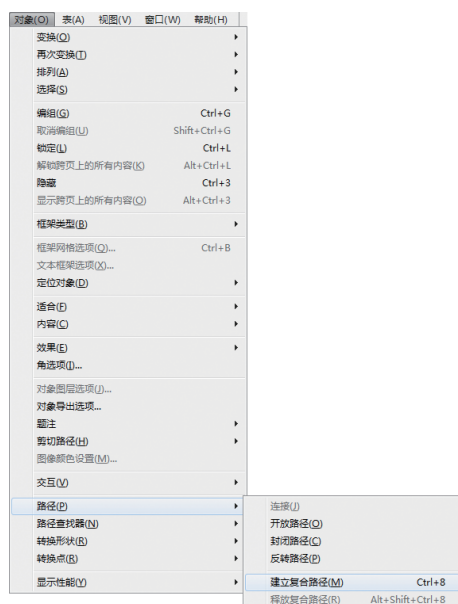 对象(O) 表(A) 视图(V) 窗口(W) 帮助(H)
变换(O)
再次变换(T)
排列(A)
选择(S)
编组(G) Ctrl+G
取消编组(U) Shift+Ctrl+G
锁定(L) Ctrl+L
解锁跨页上的所有内容(K) Alt+Ctrl+L
隐藏 Ctrl+3
显示跨页上的所有内容(O) Alt+Ctrl+3
框架类型(B)
框架网格选项(O)... Ctrl+B
文本框架选项(X)...
定位对象(D)
适合(F)
内容(C)
效果(E)
角选项(I)...
对象图层选项(J)...
对象导出选项...
题注
剪切路径(H)
图像颜色设置(M)...
交互(V)
路径(P) 连接(J)
路径查找器(N) 开放路径(O)
转换形状(R) 封闭路径(C)
转换点(R) 反转路径(P)
显示性能(Y) 建立复合路径(M) Ctrl+8
释放复合路径(R) Alt+Shift+Ctrl+8